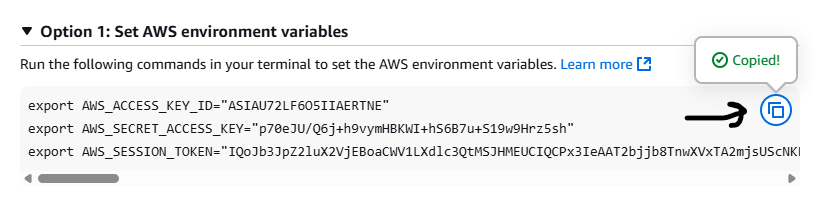 Option 1: Set AWS environment variables
Run the following commands in your terminal to set the AWS environment variables. Learn more
Copied!
export AWS_ACCESS_KEY_ID="ASIAU72LF6O5IIAERTNE"
export AWS_SECRET_ACCESS_KEY="p70eJU/Q6j+h9vymHBKWI+hS6B7u+S19w9Hrz5sh"
export AWS_SESSION_TOKEN="IQoJb3JpZ2luX2VjEBoaCWV1LXdlc3QtMSJHMEUCIQCPx3IeAAT2bjjb8TnwXVxTA2mjsUScNK